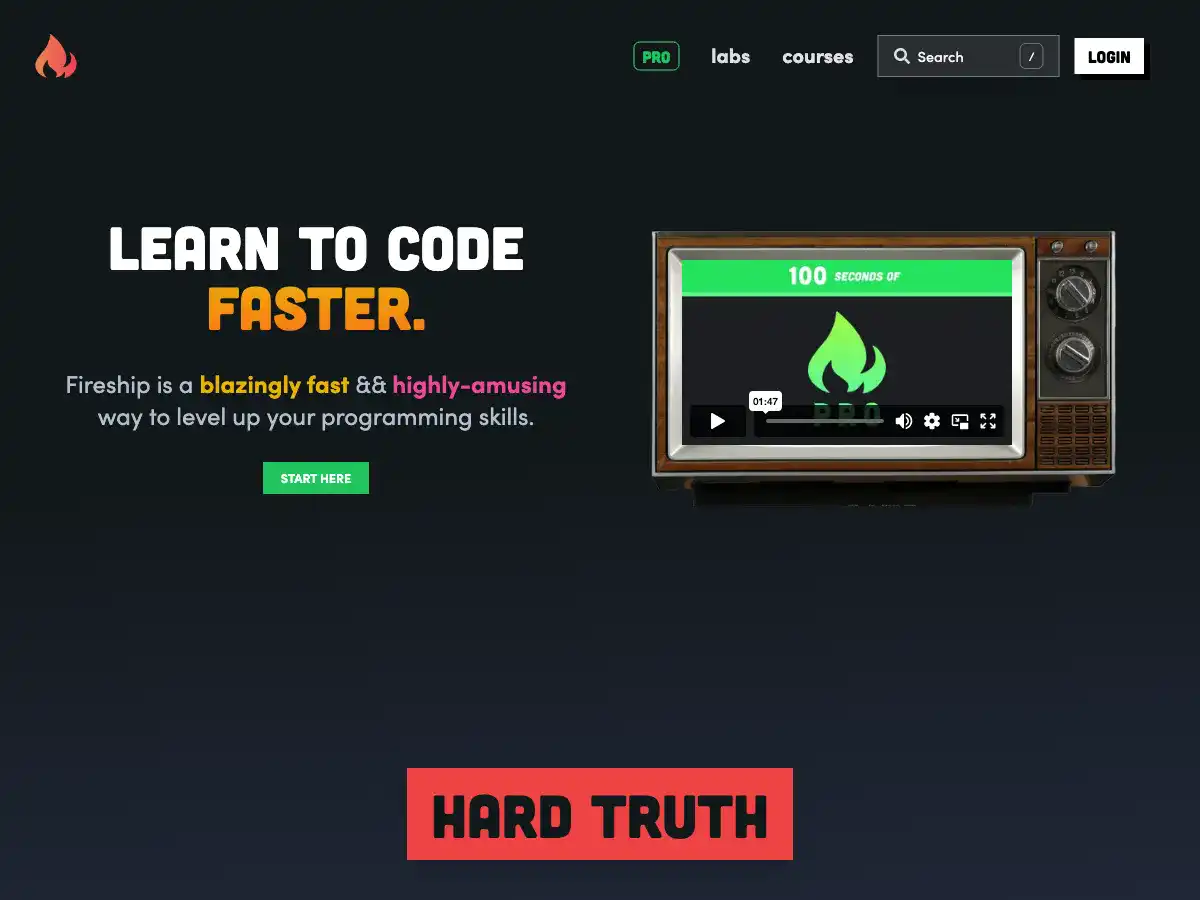 PRO
labs
courses
Search
/
LOGIN
LEARN TO CODE
FASTER.
Fireship is a blazingly fast && highly-amusing
way to level up your programming skills.
START HERE
100 SECONDS OF
01:47
PRO
HARD TRUTH